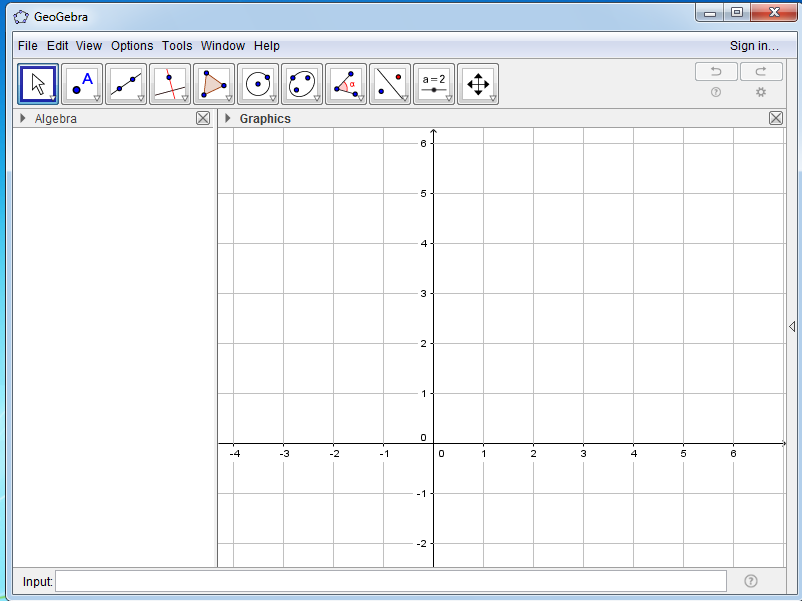 GeoGebra
File Edit View Options Tools Window Help Sign in...
A a=2
α
Algebra Graphics
6
5
4
3
2
1
0
-4 -3 -2 -1 0 1 2 3 4 5 6
-1
-2
Input: